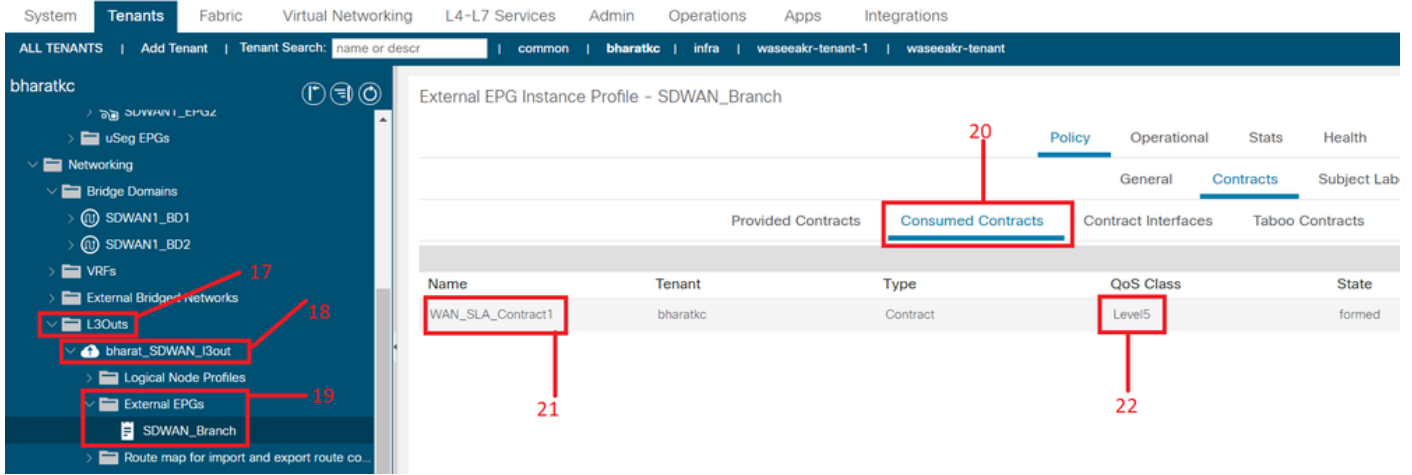 System Tenants Fabric Virtual Networking L4-L7 Services Admin Operations Apps Integrations
ALL TENANTS | Add Tenant | Tenant Search: name or descr | common | bharatkc | infra | waseeakr-tenant-1 | waseeakr-tenant
bharatkc
SDWAN1_EPG2
uSeg EPGs
Networking
Bridge Domains
SDWAN1_BD1
SDWAN1_BD2
VRFs
17
External Bridged Networks
18
L3Outs
bharat_SDWAN_l3out
Logical Node Profiles
External EPGs
19
SDWAN_Branch
Route map for import and export route co...
External EPG Instance Profile - SDWAN_Branch
20
Policy Operational Stats Health
General Contracts Subject Lab
Provided Contracts Consumed Contracts Contract Interfaces Taboo Contracts
Name Tenant Type QoS Class State
WAN_SLA_Contract1 bharatkc Contract Level5 formed
21 22